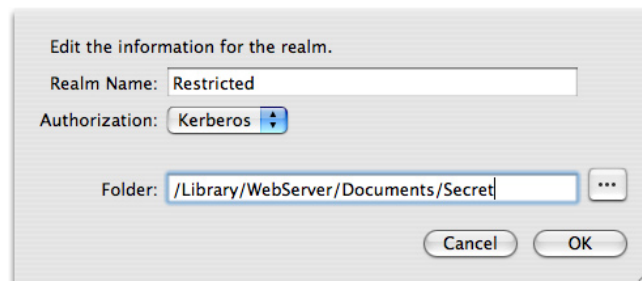 Edit the information for the realm.
Realm Name: Restricted
Authorization: Kerberos
Folder: /Library/WebServer/Documents/Secret ...
Cancel OK